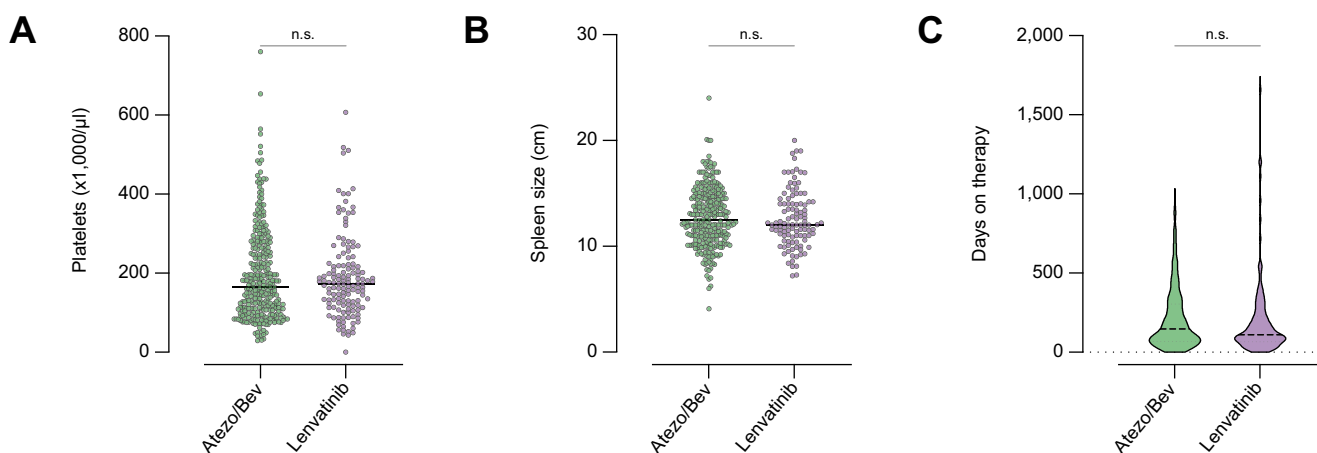 A
Platelets (x1,000/µl)
800
600
400
200
0
n.s.
Atezo/Bev
Lenvatinib
B
Spleen size (cm)
30
20
10
0
n.s.
Atezo/Bev
Lenvatinib
C
Days on therapy
2,000
1,500
1,000
500
0
n.s.
Atezo/Bev
Lenvatinib